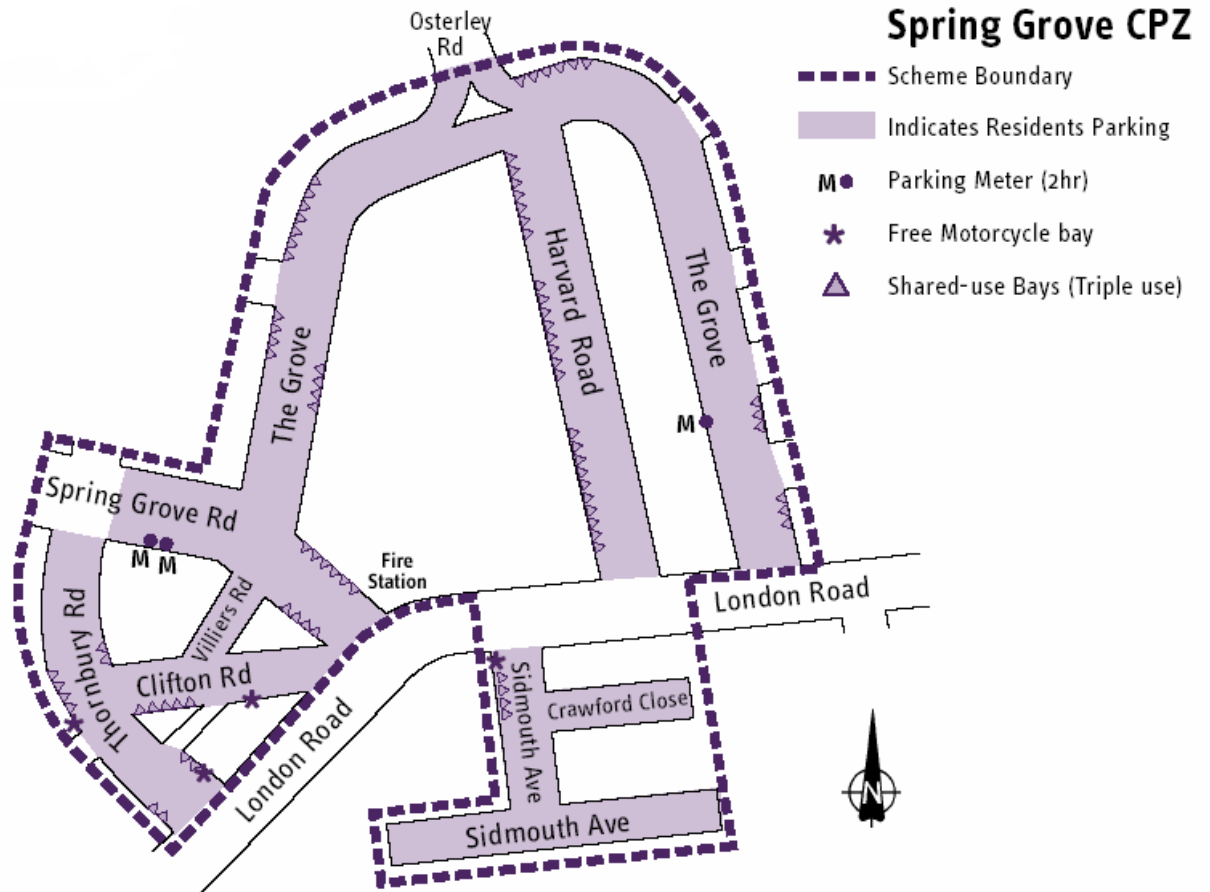 Osterley
Rd
Spring Grove CPZ
Scheme Boundary
Indicates Residents Parking
M Parking Meter (2hr)
Free Motorcycle bay
Shared-use Bays (Triple use)
Harvard Road
The Grove
The Grove
M
Spring Grove Rd
M M
Fire
Station
Villiers Rd
Thornbury Rd
Clifton Rd
London Road
London Road
Sidmouth Ave
Crawford Close
Sidmouth Ave
N